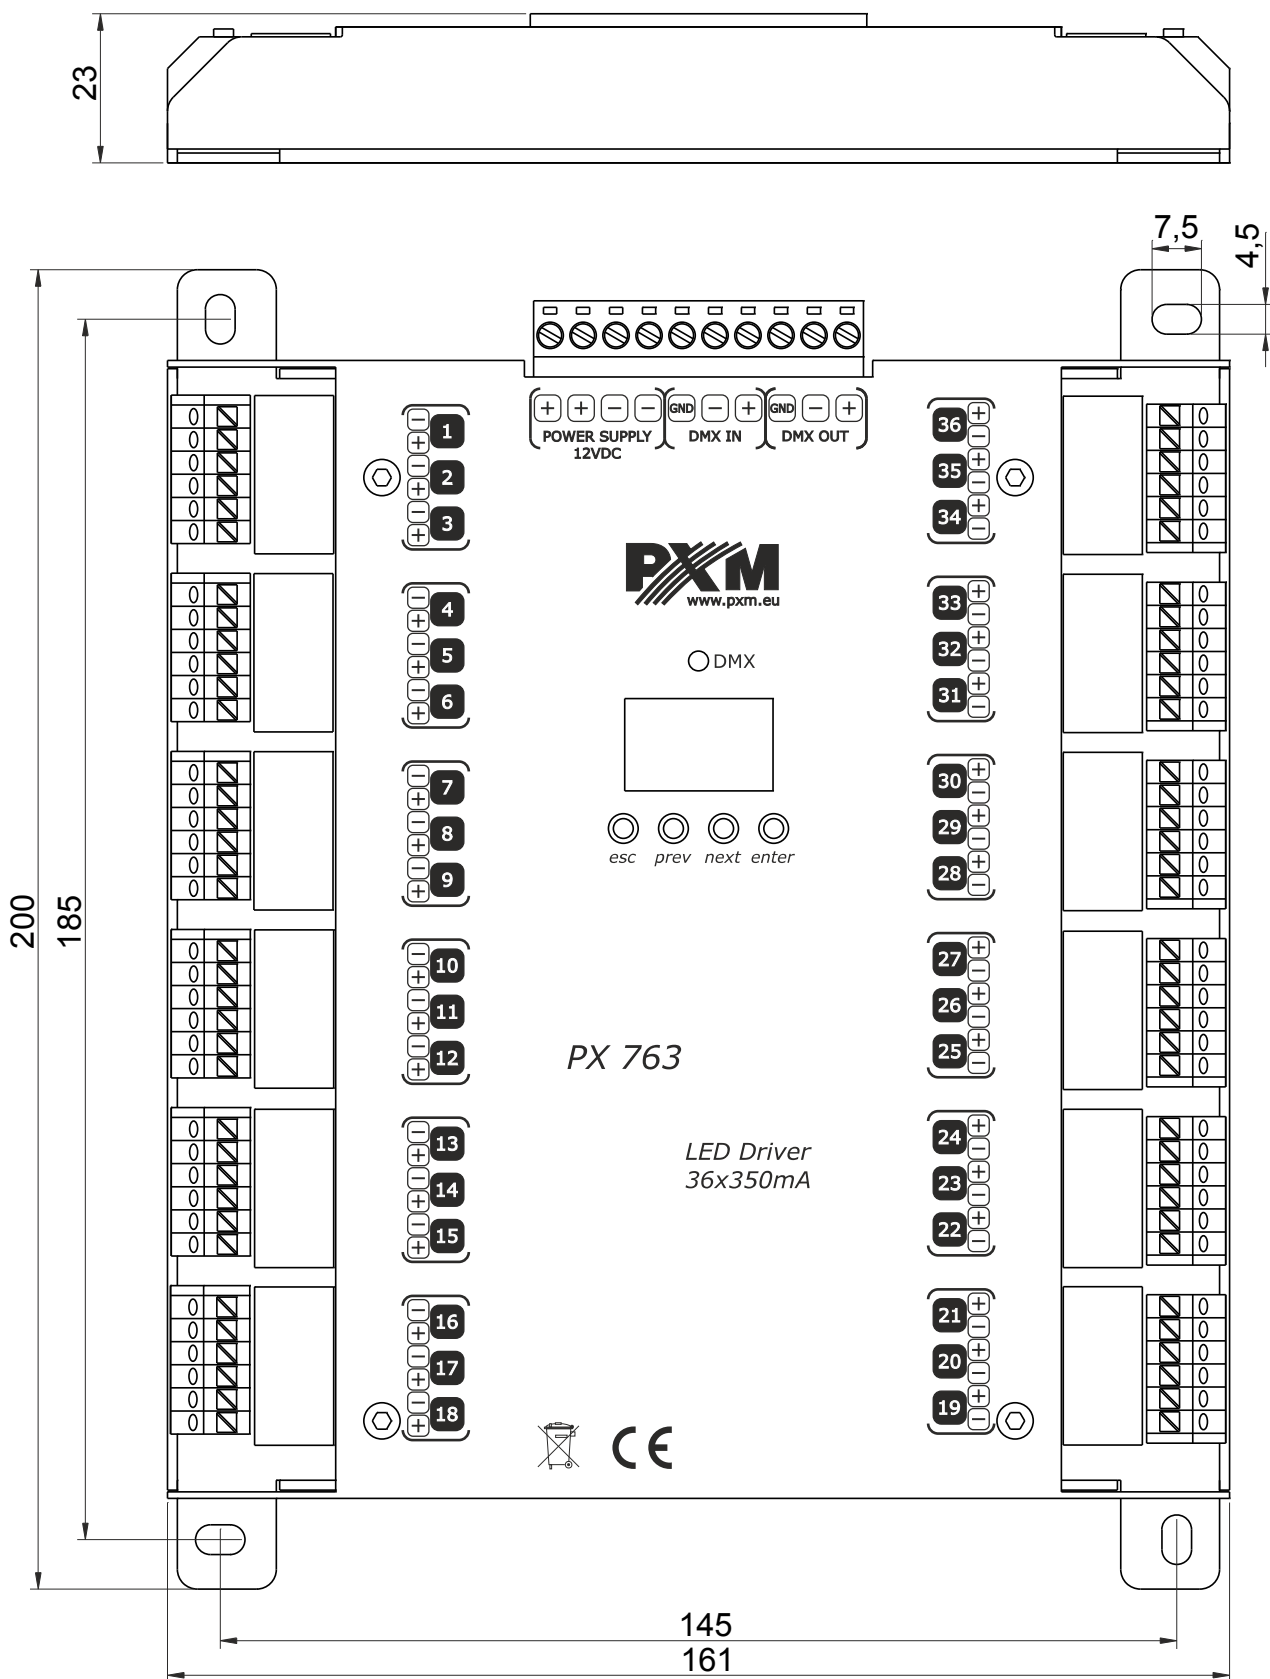 23
7,5
4,5
+ + − − GND − + GND − +
POWER SUPPLY DMX IN DMX OUT
12VDC
− 1 +
− 2 +
− 3 +
− 4 +
− 5 +
− 6 +
− 7 +
− 8 +
− 9 +
− 10 +
− 11 +
− 12 +
− 13 +
− 14 +
− 15 +
− 16 +
− 17 +
− 18 +
PXM
www.pxm.eu
DMX
esc prev next enter
PX 763
LED Driver
36x350mA
CE
36 + −
35 + −
34 + −
33 + −
32 + −
31 + −
30 + −
29 + −
28 + −
27 + −
26 + −
25 + −
24 + −
23 + −
22 + −
21 + −
20 + −
19 + −
200
185
145
161